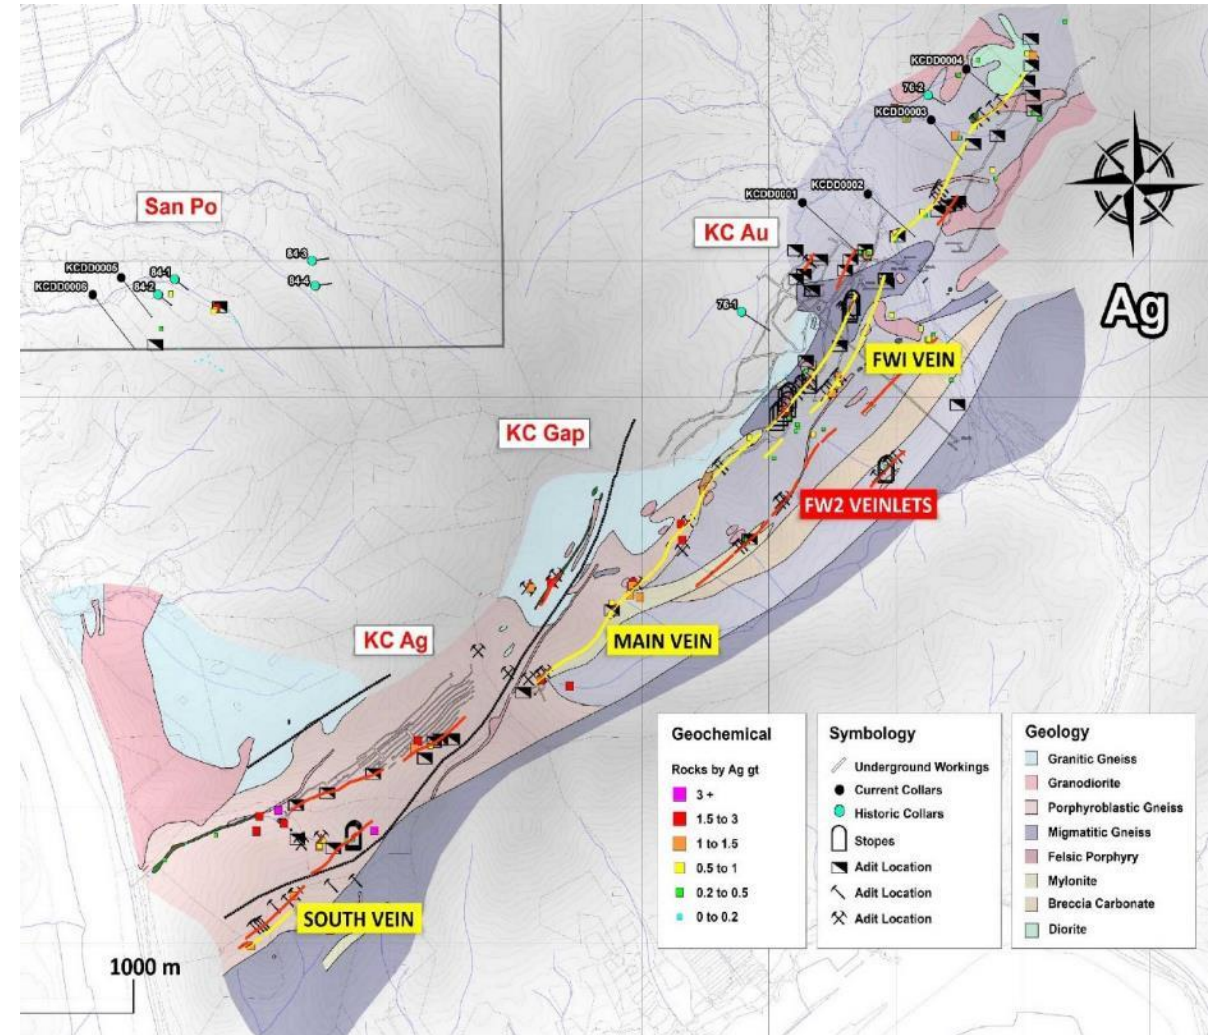 KCDD0004
76-2
KCDD0003
KCDD0002
KCDD0001
San Po
KC Au
84-3
KCDD0005
84-1
84-4
KCDD0006
84-2
Ag
76-1
FWI VEIN
KC Gap
FW2 VEINLETS
KC Ag
MAIN VEIN
SOUTH VEIN
1000 m
Geochemical
Rocks by Ag gt
3 +
1.5 to 3
1 to 1.5
0.5 to 1
0.2 to 0.5
0 to 0.2
Symbology
Underground Workings
Current Collars
Historic Collars
Stopes
Adit Location
Adit Location
Adit Location
Geology
Granitic Gneiss
Granodiorite
Porphyroblastic Gneiss
Migmatitic Gneiss
Felsic Porphyry
Mylonite
Breccia Carbonate
Diorite